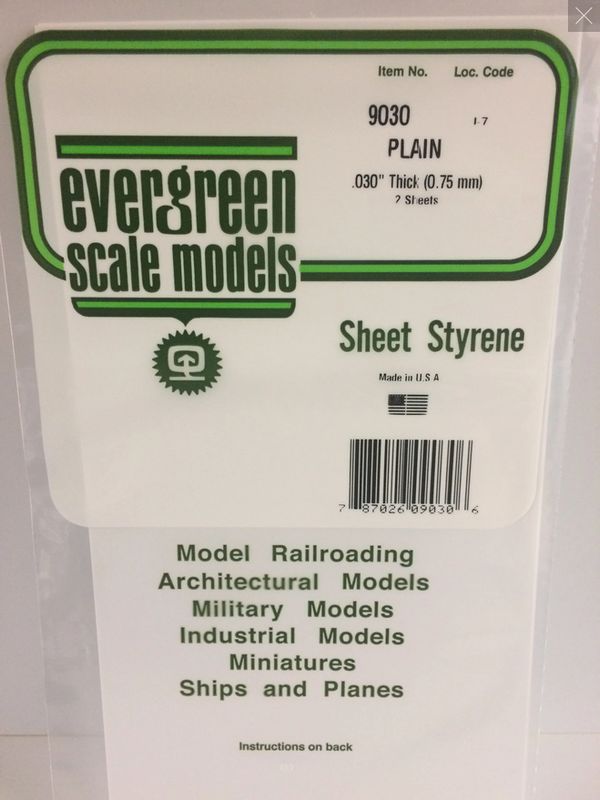 Item No. Loc. Code
9030 I-7
PLAIN
.030" Thick (0.75 mm)
2 Sheets
evergreen
scale models
Sheet Styrene
Made in U.S.A
7 87026 09030 6
Model Railroading
Architectural Models
Military Models
Industrial Models
Miniatures
Ships and Planes
Instructions on back